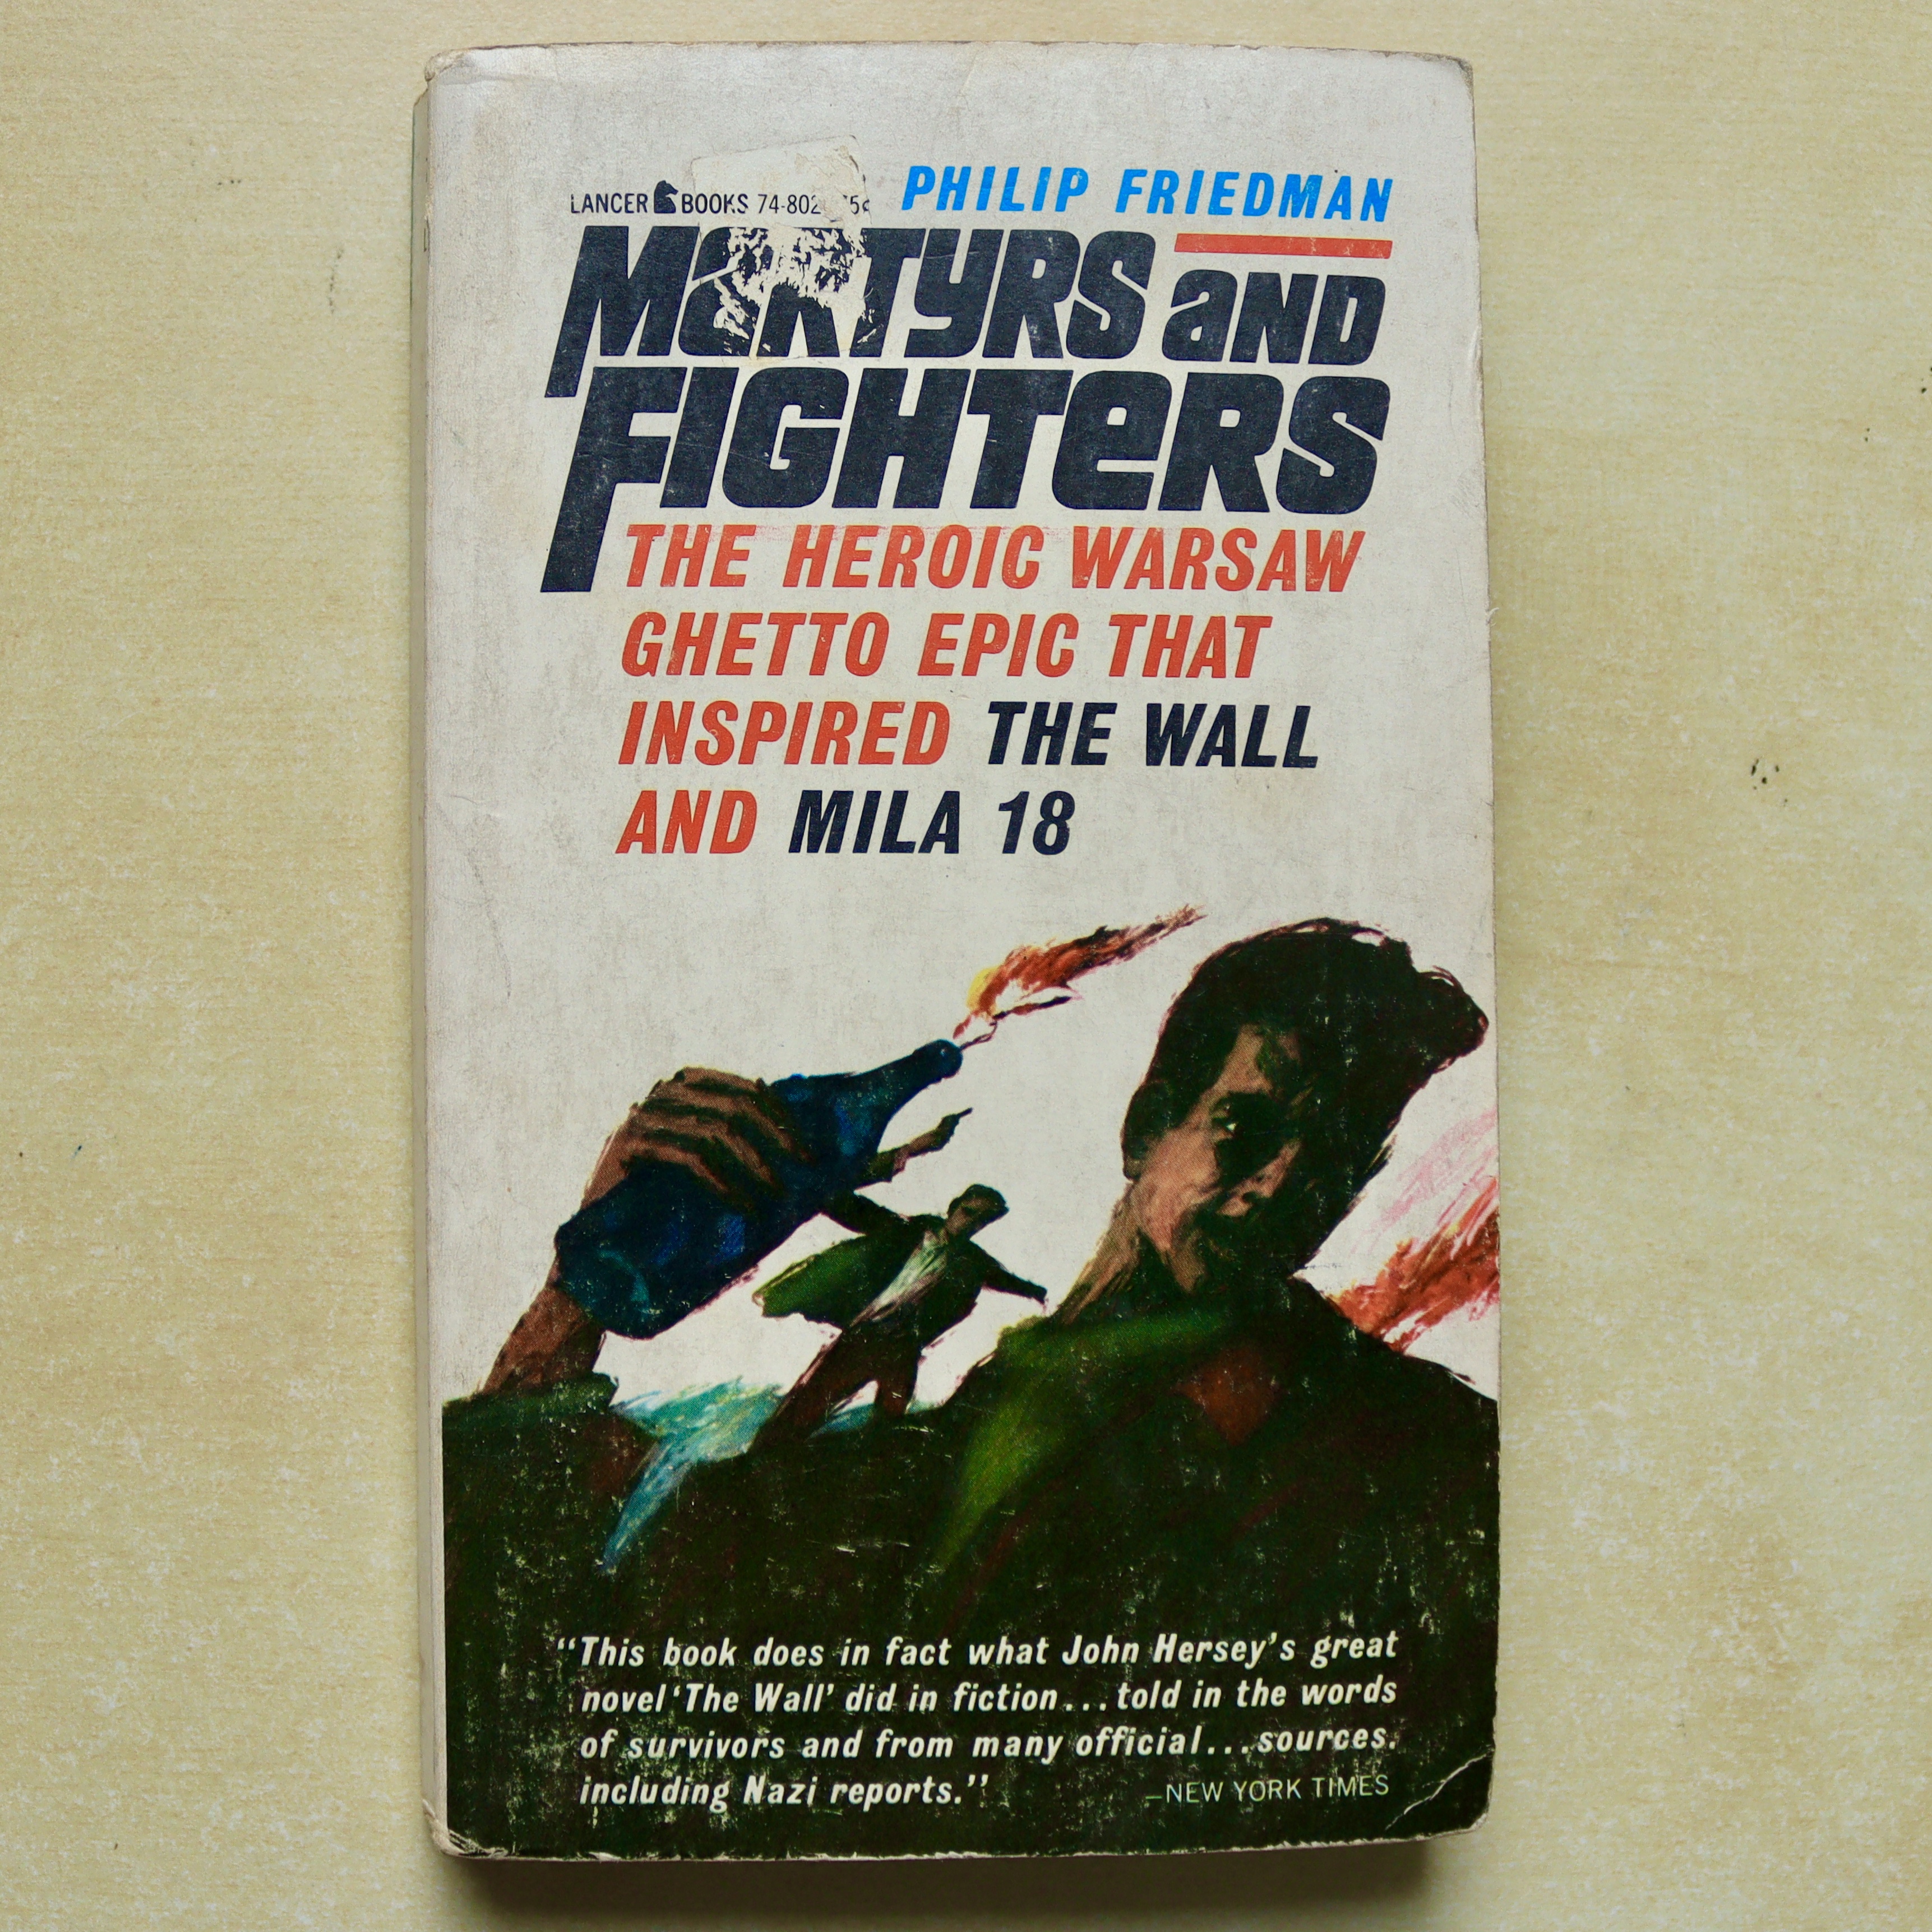 LANCER BOOKS
PHILIP FRIEDMAN
MARTYRS AND
FIGHTERS
THE HEROIC WARSAW
GHETTO EPIC THAT
INSPIRED THE WALL
AND MILA 18
“This book does in fact what John Hersey’s great
novel ‘The Wall’ did in fiction...told in the words
of survivors and from many official...sources.
including Nazi reports.”
—NEW YORK TIMES